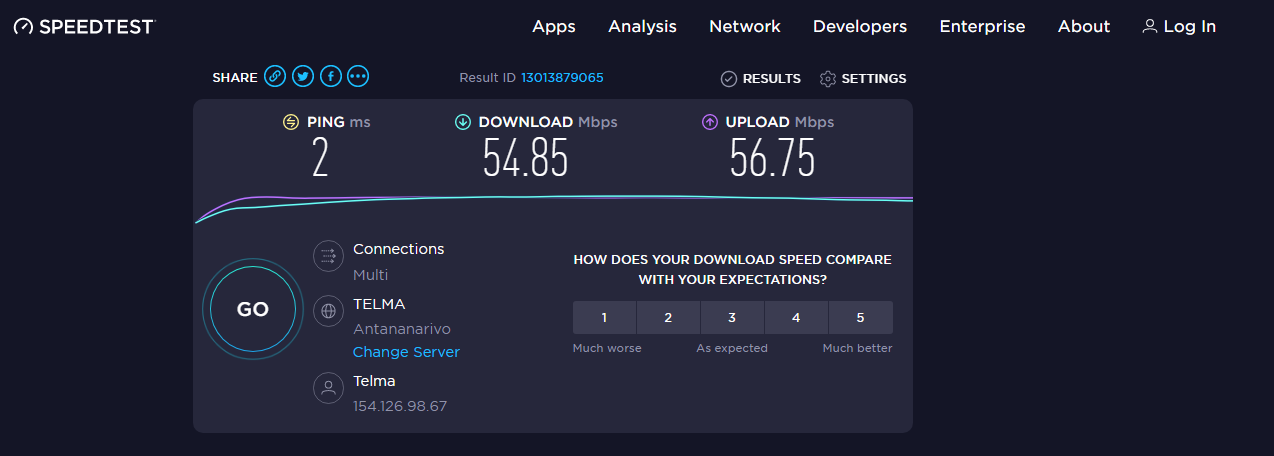 SPEEDTEST
Apps Analysis Network Developers Enterprise About Log In
SHARE Result ID 13013879065 RESULTS SETTINGS
PING ms DOWNLOAD Mbps UPLOAD Mbps
2 54.85 56.75
GO
Connections
Multi
TELMA
Antananarivo
Change Server
Telma
154.126.98.67
HOW DOES YOUR DOWNLOAD SPEED COMPARE
WITH YOUR EXPECTATIONS?
1 2 3 4 5
Much worse As expected Much better